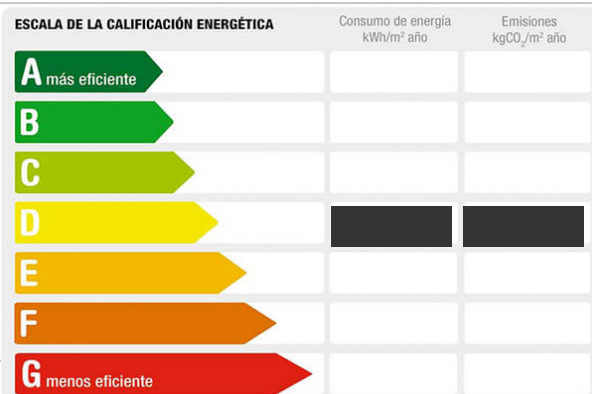 ESCALA DE LA CALIFICACIÓN ENERGÉTICA
Consumo de energía
kWh/m² año
Emisiones
kgCO₂/m² año
A más eficiente
B
C
D
E
F
G menos eficiente